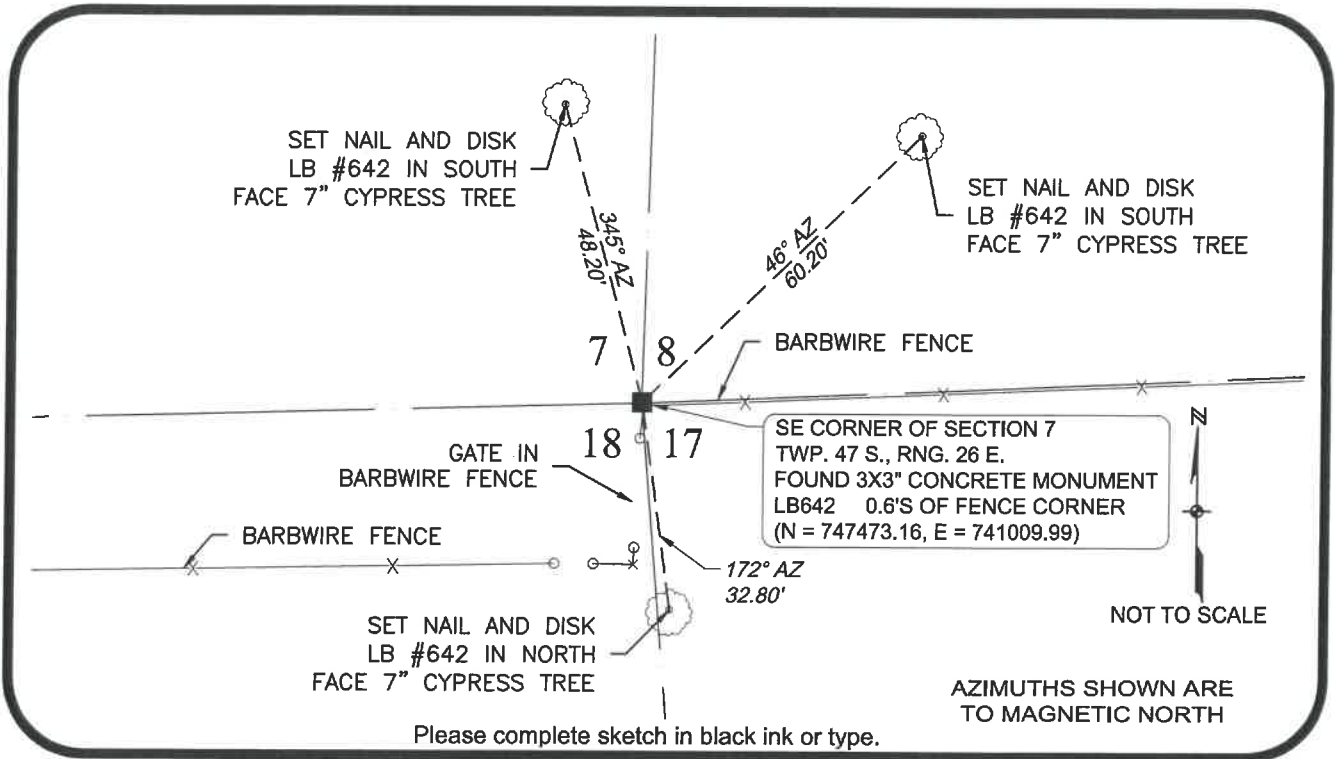 SET NAIL AND DISK
LB #642 IN SOUTH
FACE 7" CYPRESS TREE
SET NAIL AND DISK
LB #642 IN SOUTH
FACE 7" CYPRESS TREE
345° AZ
48.20'
46° AZ
60.20'
7 8
BARBWIRE FENCE
18 17
SE CORNER OF SECTION 7
TWP. 47 S., RNG. 26 E.
FOUND 3X3" CONCRETE MONUMENT
LB642 0.6'S OF FENCE CORNER
(N = 747473.16, E = 741009.99)
GATE IN
BARBWIRE FENCE
N
BARBWIRE FENCE
172° AZ
32.80'
NOT TO SCALE
SET NAIL AND DISK
LB #642 IN NORTH
FACE 7" CYPRESS TREE
AZIMUTHS SHOWN ARE
TO MAGNETIC NORTH
Please complete sketch in black ink or type.